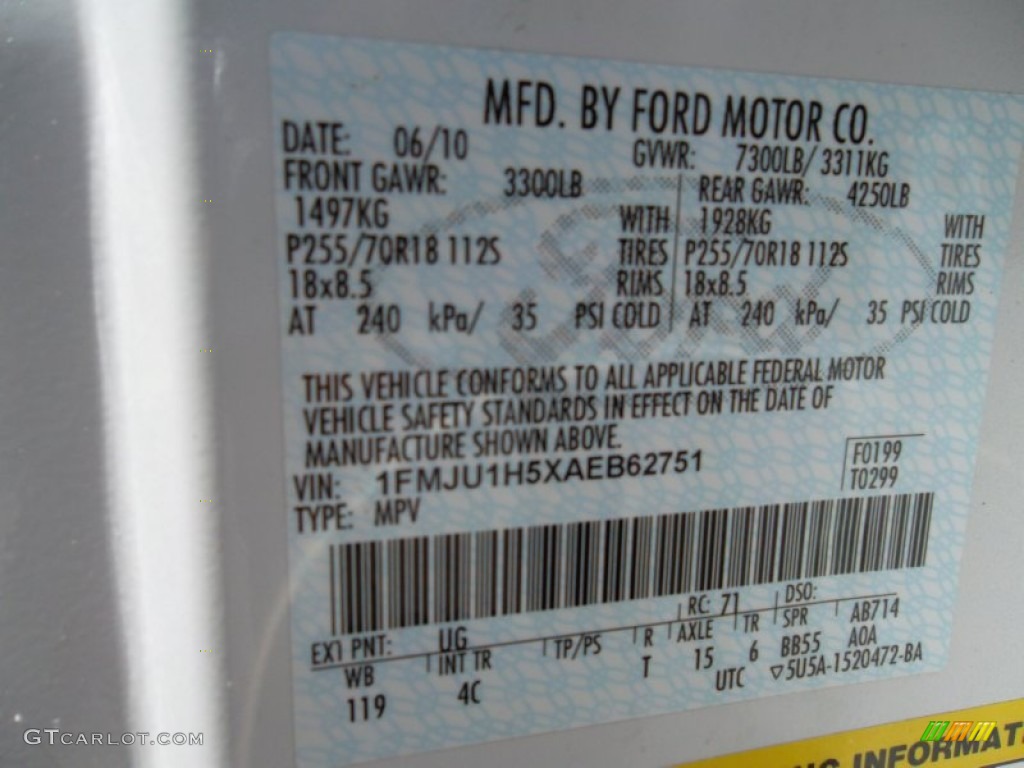 MFD. BY FORD MOTOR CO.
DATE: 06/10 GVWR: 7300LB/ 3311KG
FRONT GAWR: 3300LB REAR GAWR: 4250LB
1497KG WITH 1928KG WITH
P255/70R18 112S TIRES P255/70R18 112S TIRES
18x8.5 RIMS 18x8.5 RIMS
AT 240 kPa/ 35 PSI COLD AT 240 kPa/ 35 PSI COLD
THIS VEHICLE CONFORMS TO ALL APPLICABLE FEDERAL MOTOR
VEHICLE SAFETY STANDARDS IN EFFECT ON THE DATE OF
MANUFACTURE SHOWN ABOVE.
VIN: 1FMJU1H5XAEB62751 F0199
TYPE: MPV T0299
EXT PNT: UG RC: 71 DSO: AB714
WB INT TR TP/PS R AXLE TR SPR AOA
119 4C T 15 6 BB55
UTC ▽5U5A-1520472-BA
INFORMAT
GTCARLOT.COM